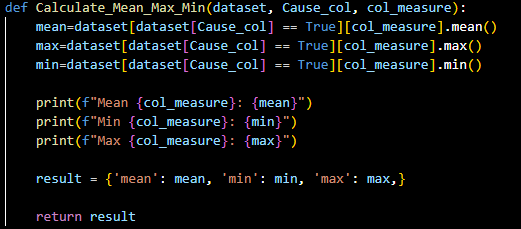 def Calculate_Mean_Max_Min(dataset, Cause_col, col_measure):
    mean=dataset[dataset[Cause_col] == True][col_measure].mean()
    max=dataset[dataset[Cause_col] == True][col_measure].max()
    min=dataset[dataset[Cause_col] == True][col_measure].min()
    print(f"Mean {col_measure}: {mean}")
    print(f"Min {col_measure}: {min}")
    print(f"Max {col_measure}: {max}")
    result = {'mean': mean, 'min': min, 'max': max,}
    return result